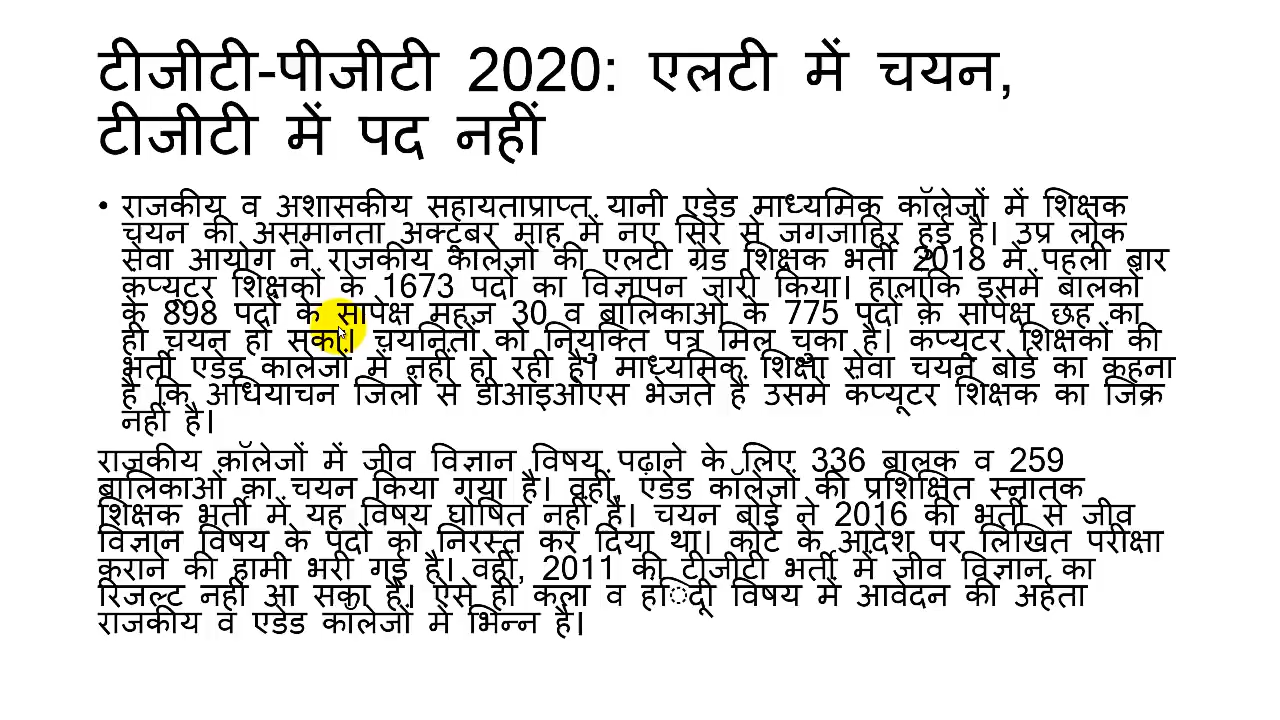 टीजीटी-पीजीटी 2020: एलटी में चयन,
टीजीटी में पद नहीं
• राजकीय व अशासकीय सहायताप्राप्त यानी एडेड माध्यमिक कॉलेजों में शिक्षक
चयन की असमानता अक्टूबर माह में नए सिरे से जगजाहिर हुई है। उप्र लोक
सेवा आयोग ने राजकीय कालेजों की एलटी ग्रेड शिक्षक भर्ती 2018 में पहली बार
कंप्यूटर शिक्षकों के 1673 पदों का विज्ञापन जारी किया। हालांकि इसमें बालकों
के 898 पदों के सापेक्ष महज 30 व बालिकाओं के 775 पदों के सापेक्ष छह का
ही चयन हो सका। चयनितों को नियुक्ति पत्र मिल चुका है। कंप्यूटर शिक्षकों की
भर्ती एडेड कालेजों में नहीं हो रही है। माध्यमिक शिक्षा सेवा चयन बोर्ड का कहना
है कि अधियाचन जिलों से डीआइओएस भेजते हैं उसमें कंप्यूटर शिक्षक का जिक्र
नहीं है।
राजकीय कॉलेजों में जीव विज्ञान विषय पढ़ाने के लिए 336 बालक व 259
बालिकाओं का चयन किया गया है। वहीं, एडेड कॉलेजों की प्रशिक्षित स्नातक
शिक्षक भर्ती में यह विषय घोषित नहीं है। चयन बोर्ड ने 2016 की भर्ती से जीव
विज्ञान विषय के पदों को निरस्त कर दिया था। कोर्ट के आदेश पर लिखित परीक्षा
कराने की हामी भरी गई है। वहीं, 2011 की टीजीटी भर्ती में जीव विज्ञान का
रिजल्ट नहीं आ सका है। ऐसे ही कला व हंिदूी विषय में आवेदन की अर्हता
राजकीय व एडेड कॉलेजों में भिन्न है।